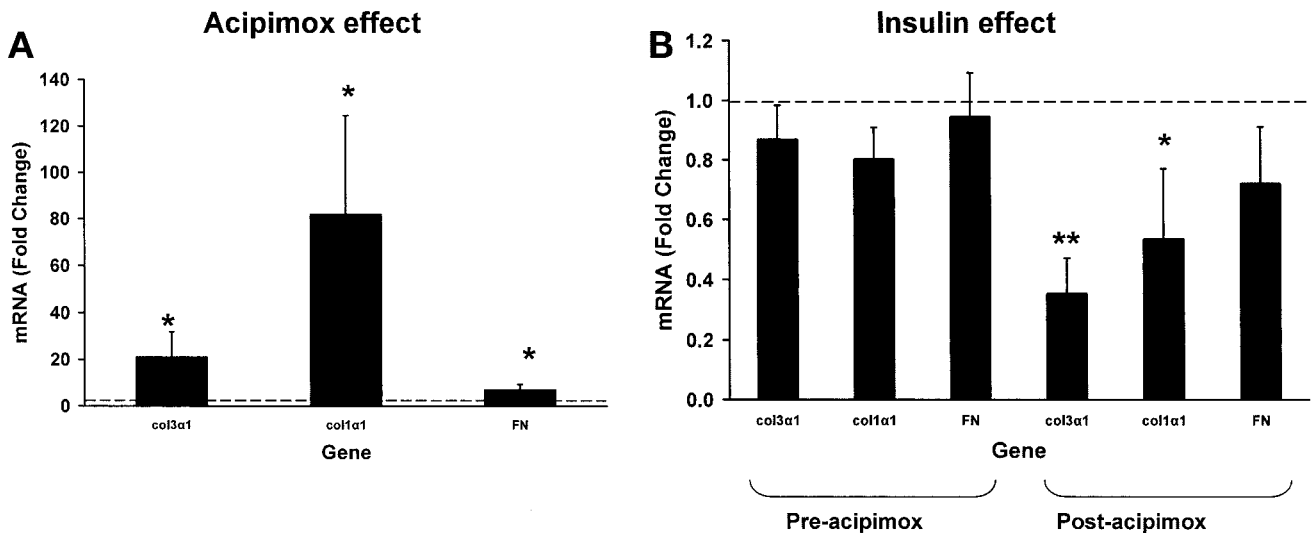 A
Acipimox effect
mRNA (Fold Change)
140
120
100
80
60
40
20
0
*
*
*
col3α1 col1α1 FN
Gene
B
Insulin effect
mRNA (Fold Change)
1.2
1.0
0.8
0.6
0.4
0.2
0.0
**
*
col3α1 col1α1 FN col3α1 col1α1 FN
Gene
Pre-acipimox Post-acipimox